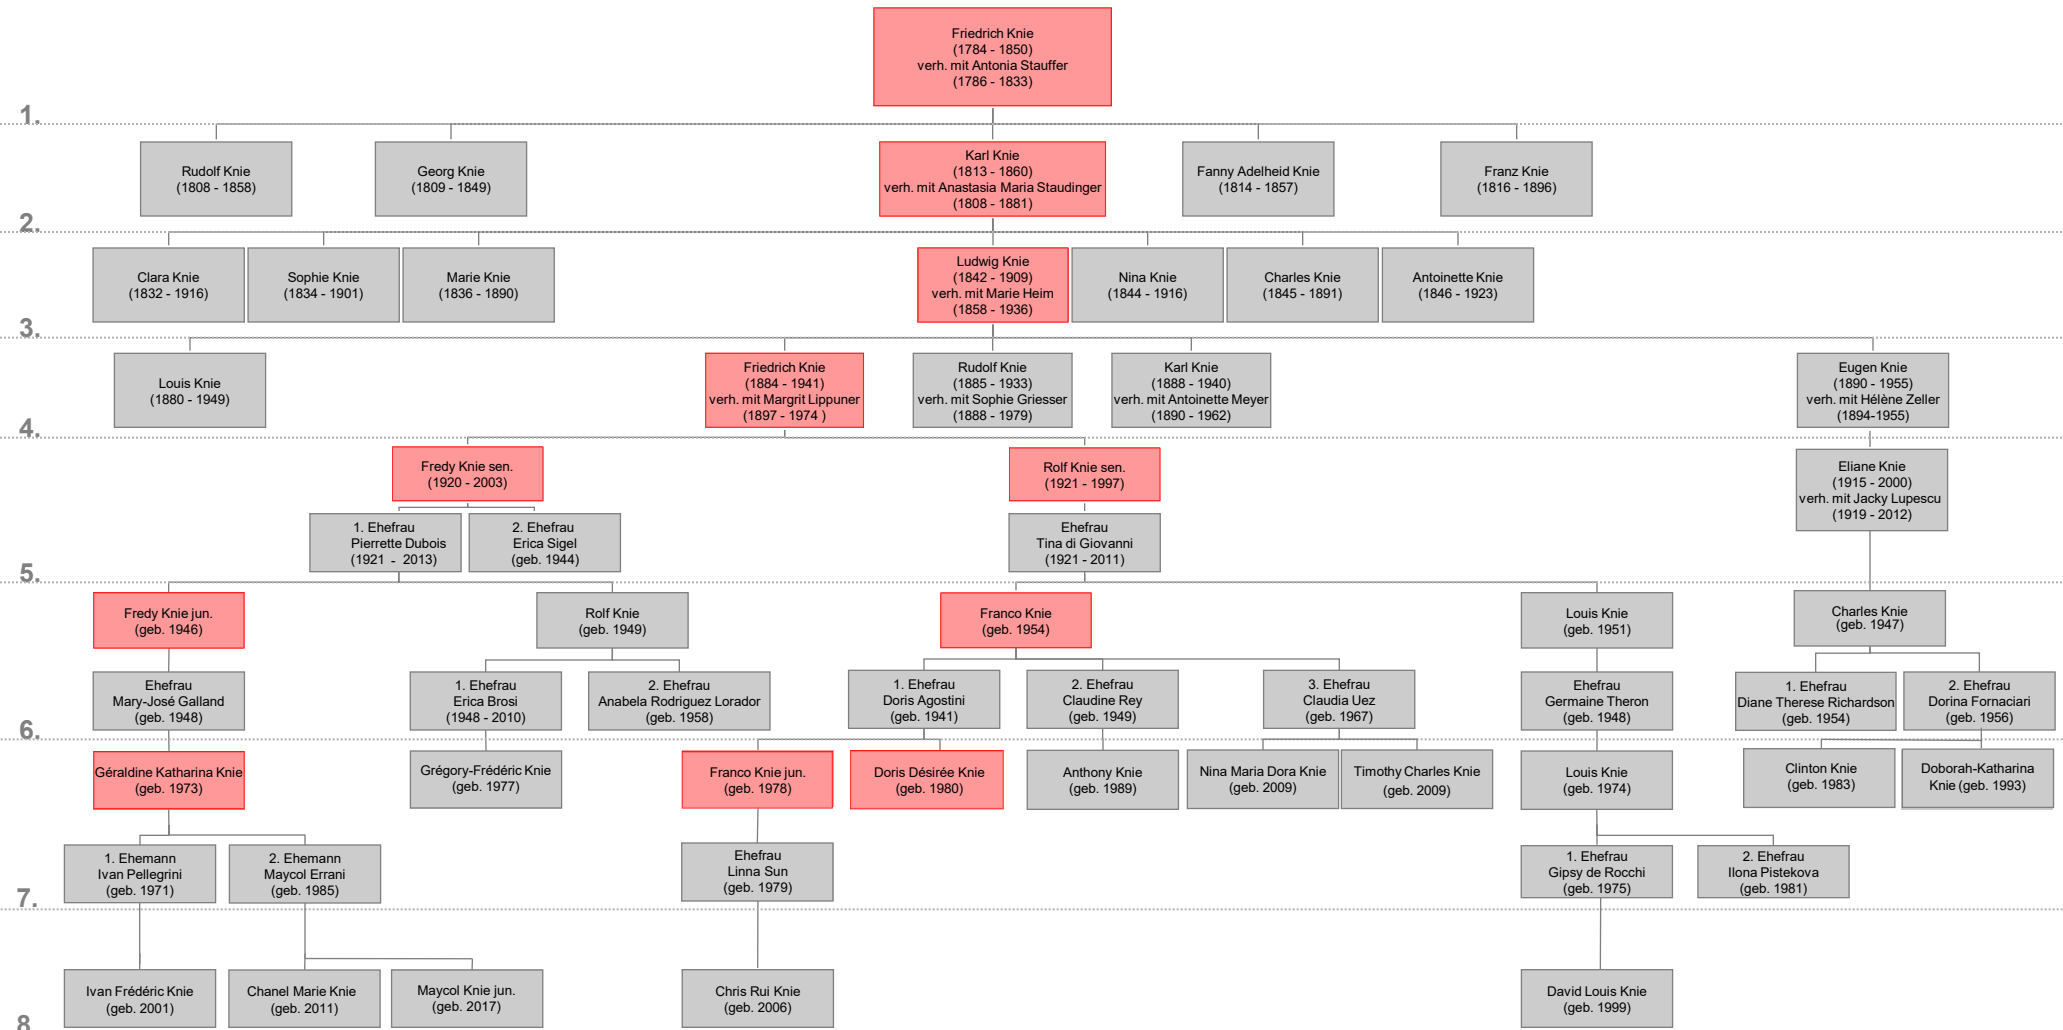 Friedrich Knie
(1784 - 1850)
verh. mit Antonia Stauffer
(1786 - 1833)
1.
Rudolf Knie
(1808 - 1858)
Georg Knie
(1809 - 1849)
Karl Knie
(1813 - 1860)
verh. mit Anastasia Maria Staudinger
(1808 - 1881)
Fanny Adelheid Knie
(1814 - 1857)
Franz Knie
(1816 - 1896)
2.
Clara Knie
(1832 - 1916)
Sophie Knie
(1834 - 1901)
Marie Knie
(1836 - 1890)
Ludwig Knie
(1842 - 1909)
verh. mit Marie Heim
(1858 - 1936)
Nina Knie
(1844 - 1916)
Charles Knie
(1845 - 1891)
Antoinette Knie
(1846 - 1923)
3.
Louis Knie
(1880 - 1949)
Friedrich Knie
(1884 - 1941)
verh. mit Margrit Lippuner
(1897 - 1974 )
Rudolf Knie
(1885 - 1933)
verh. mit Sophie Griesser
(1888 - 1979)
Karl Knie
(1888 - 1940)
verh. mit Antoinette Meyer
(1890 - 1962)
Eugen Knie
(1890 - 1955)
verh. mit Hélène Zeller
(1894-1955)
4.
Fredy Knie sen.
(1920 - 2003)
Rolf Knie sen.
(1921 - 1997)
Eliane Knie
(1915 - 2000)
verh. mit Jacky Lupescu
(1919 - 2012)
1. Ehefrau
Pierrette Dubois
(1921 - 2013)
2. Ehefrau
Erica Sigel
(geb. 1944)
Ehefrau
Tina di Giovanni
(1921 - 2011)
5.
Fredy Knie jun.
(geb. 1946)
Rolf Knie
(geb. 1949)
Franco Knie
(geb. 1954)
Louis Knie
(geb. 1951)
Charles Knie
(geb. 1947)
Ehefrau
Mary-José Galland
(geb. 1948)
1. Ehefrau
Erica Brosi
(1948 - 2010)
2. Ehefrau
Anabela Rodriguez Lorador
(geb. 1958)
1. Ehefrau
Doris Agostini
(geb. 1941)
2. Ehefrau
Claudine Rey
(geb. 1949)
3. Ehefrau
Claudia Uez
(geb. 1967)
Ehefrau
Germaine Theron
(geb. 1948)
1. Ehefrau
Diane Therese Richardson
(geb. 1954)
2. Ehefrau
Dorina Fornaciari
(geb. 1956)
6.
Géraldine Katharina Knie
(geb. 1973)
Grégory-Frédéric Knie
(geb. 1977)
Franco Knie jun.
(geb. 1978)
Doris Désirée Knie
(geb. 1980)
Anthony Knie
(geb. 1989)
Nina Maria Dora Knie
(geb. 2009)
Timothy Charles Knie
(geb. 2009)
Louis Knie
(geb. 1974)
Clinton Knie
(geb. 1983)
Doborah-Katharina
Knie (geb. 1993)
1. Ehemann
Ivan Pellegrini
(geb. 1971)
2. Ehemann
Maycol Errani
(geb. 1985)
Ehefrau
Linna Sun
(geb. 1979)
1. Ehefrau
Gipsy de Rocchi
(geb. 1975)
2. Ehefrau
Ilona Pistekova
(geb. 1981)
7.
Ivan Frédéric Knie
(geb. 2001)
Chanel Marie Knie
(geb. 2011)
Maycol Knie jun.
(geb. 2017)
Chris Rui Knie
(geb. 2006)
David Louis Knie
(geb. 1999)
8